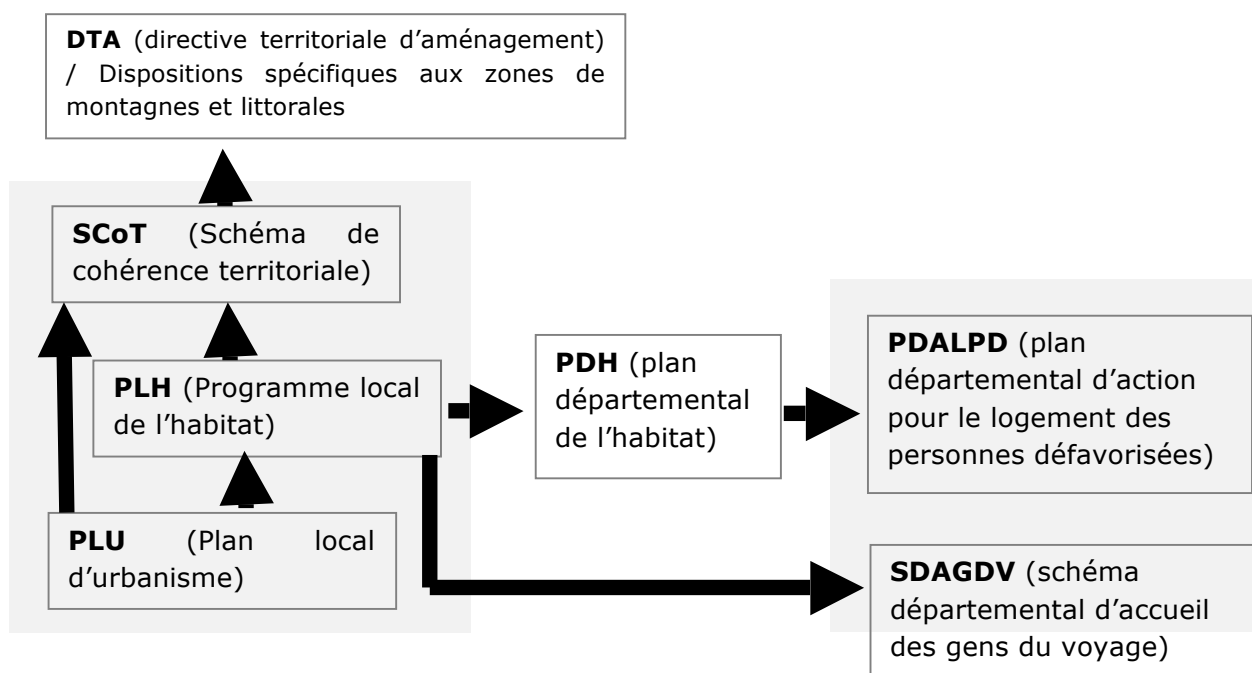 DTA (directive territoriale d’aménagement)
/ Dispositions spécifiques aux zones de
montagnes et littorales
SCoT (Schéma de
cohérence territoriale)
PLH (Programme local
de l’habitat)
PDH (plan
départemental
de l’habitat)
PDALPD (plan
départemental d’action
pour le logement des
personnes défavorisées)
PLU (Plan local
d’urbanisme)
SDAGDV (schéma
départemental d’accueil
des gens du voyage)